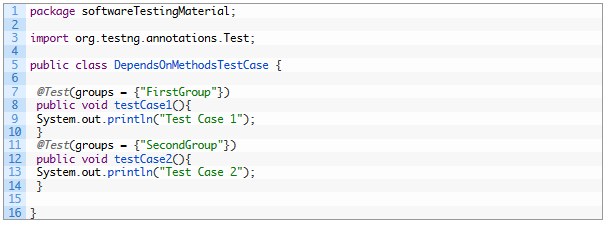 1 package softwareTestingMaterial;
2
3 import org.testng.annotations.Test;
4
5 public class DependsOnMethodsTestCase {
6
7 @Test(groups = {"FirstGroup"})
8 public void testCase1(){
9 System.out.println("Test Case 1");
10 }
11 @Test(groups = {"SecondGroup"})
12 public void testCase2(){
13 System.out.println("Test Case 2");
14 }
15
16 }